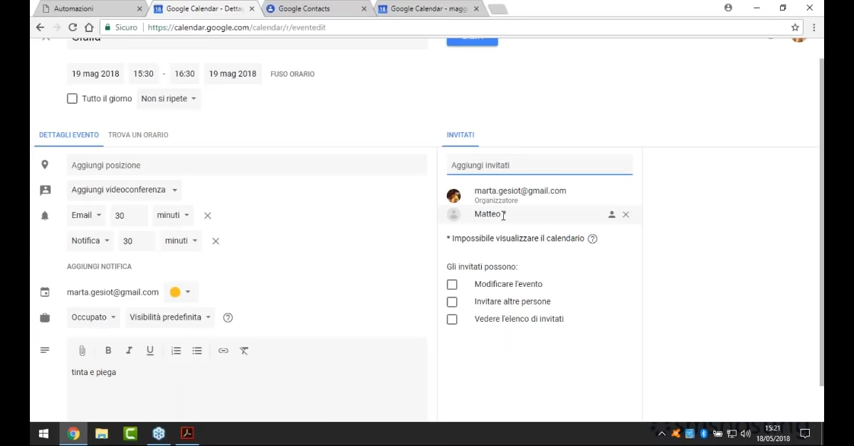 Automazioni
Google Calendar - Detta
Google Contacts
Google Calendar - magg
Sicuro
https://calendar.google.com/calendar/r/eventedit
19 mag 2018 15:30 - 16:30 19 mag 2018 FUSO ORARIO
Tutto il giorno Non si ripete
DETTAGLI EVENTO TROVA UN ORARIO
Aggiungi posizione
Aggiungi videoconferenza
Email 30 minuti
Notifica 30 minuti
AGGIUNGI NOTIFICA
marta.gesiot@gmail.com
Occupato Visibilità predefinita
B I U
tinta e piega
INVITATI
Aggiungi invitati
marta.gesiot@gmail.com
Organizzatore
Matteo *
* Impossibile visualizzare il calendario
Gli invitati possono:
Modificare l'evento
Invitare altre persone
Vedere l'elenco di invitati
15:21
18/05/2018